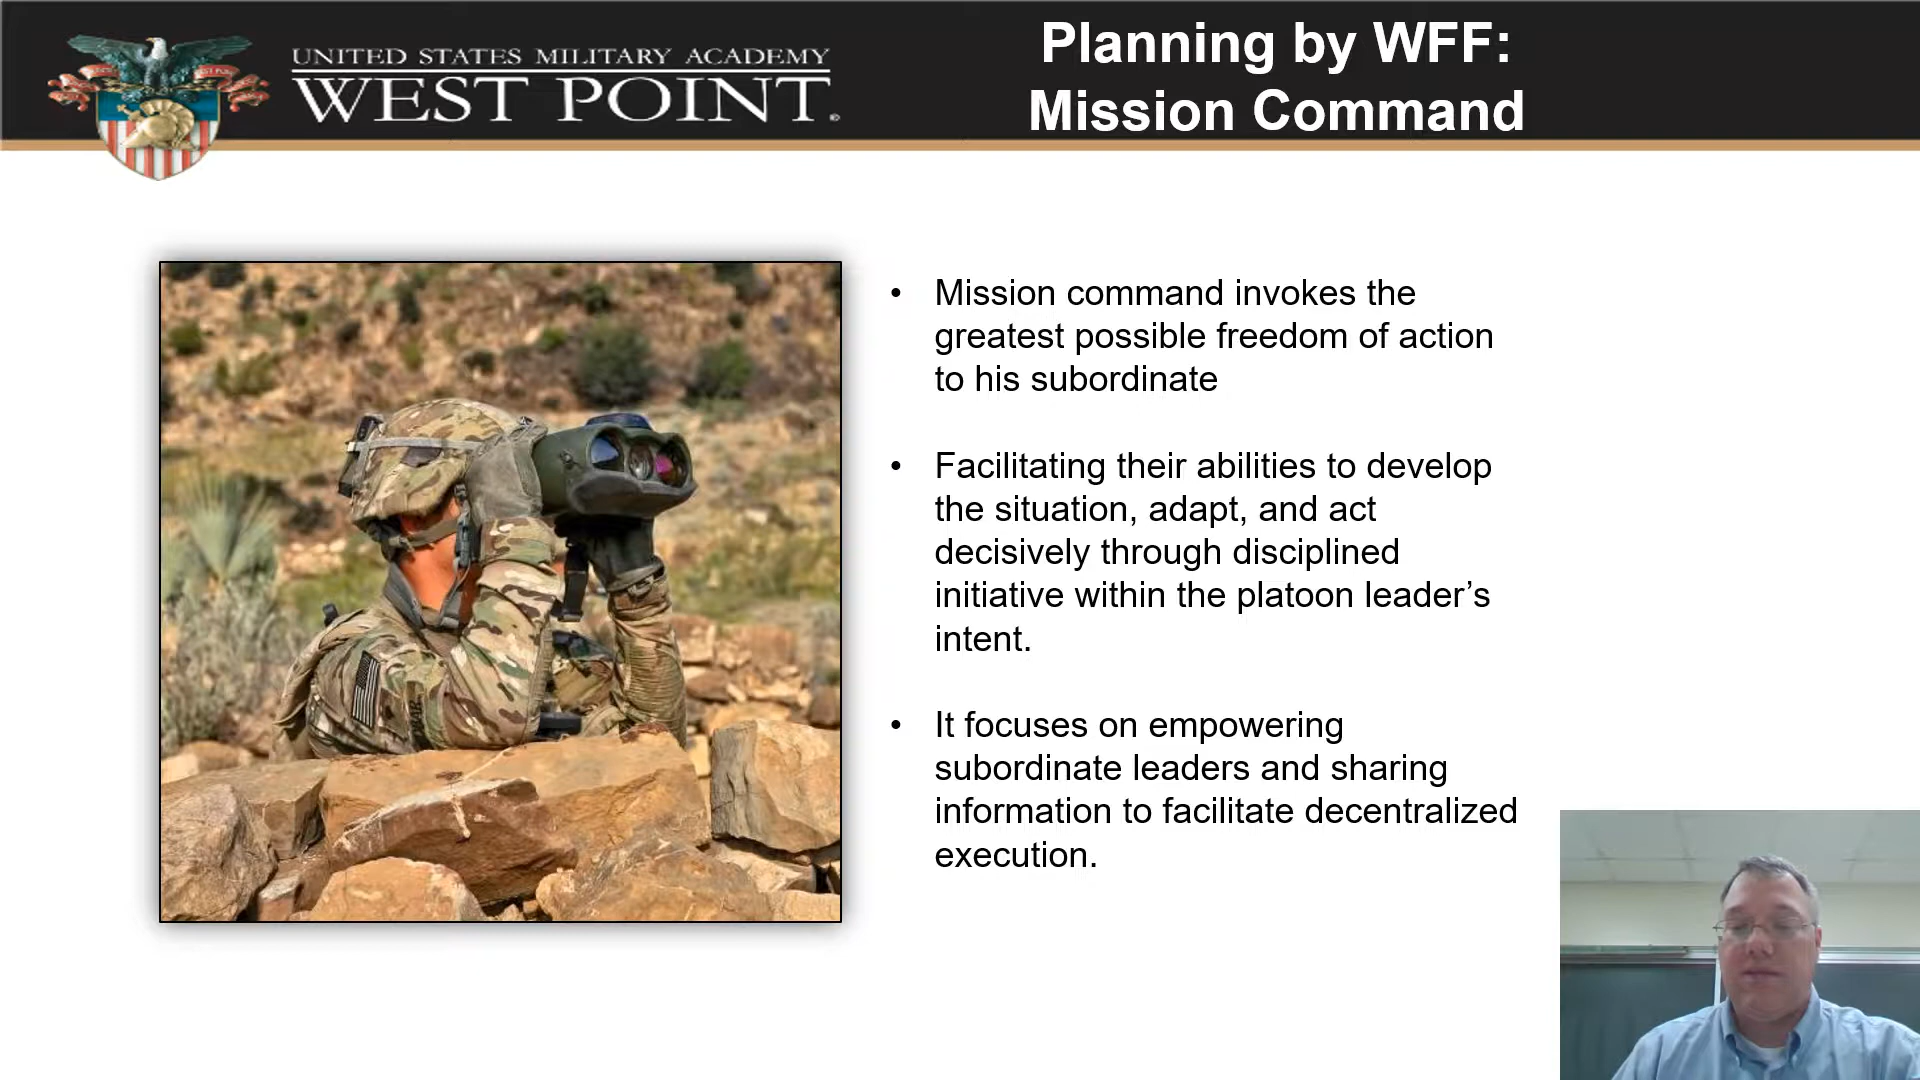 UNITED STATES MILITARY ACADEMY
WEST POINT®
Planning by WFF:
Mission Command
• Mission command invokes the
greatest possible freedom of action
to his subordinate
• Facilitating their abilities to develop
the situation, adapt, and act
decisively through disciplined
initiative within the platoon leader’s
intent.
• It focuses on empowering
subordinate leaders and sharing
information to facilitate decentralized
execution.